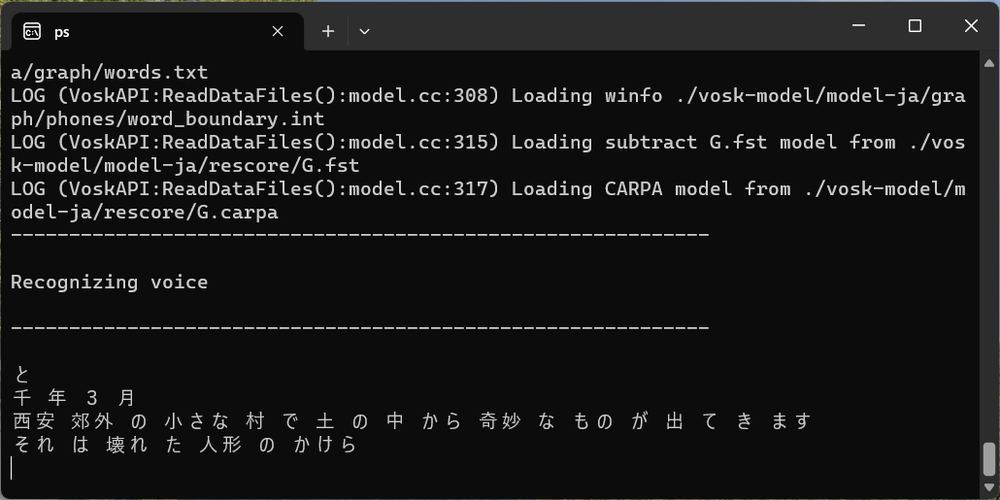 ps
a/graph/words.txt
LOG (VoskAPI:ReadDataFiles():model.cc:308) Loading winfo ./vosk-model/model-ja/gra
ph/phones/word_boundary.int
LOG (VoskAPI:ReadDataFiles():model.cc:315) Loading subtract G.fst model from ./vos
k-model/model-ja/rescore/G.fst
LOG (VoskAPI:ReadDataFiles():model.cc:317) Loading CARPA model from ./vosk-model/m
odel-ja/rescore/G.carpa
------------------------------------------------------------
Recognizing voice
------------------------------------------------------------
と
千 年 3 月
西安 郊外 の 小さな 村 で 土 の 中 から 奇妙 な もの が 出 て き ます
それ は 壊れ た 人形 の かけら